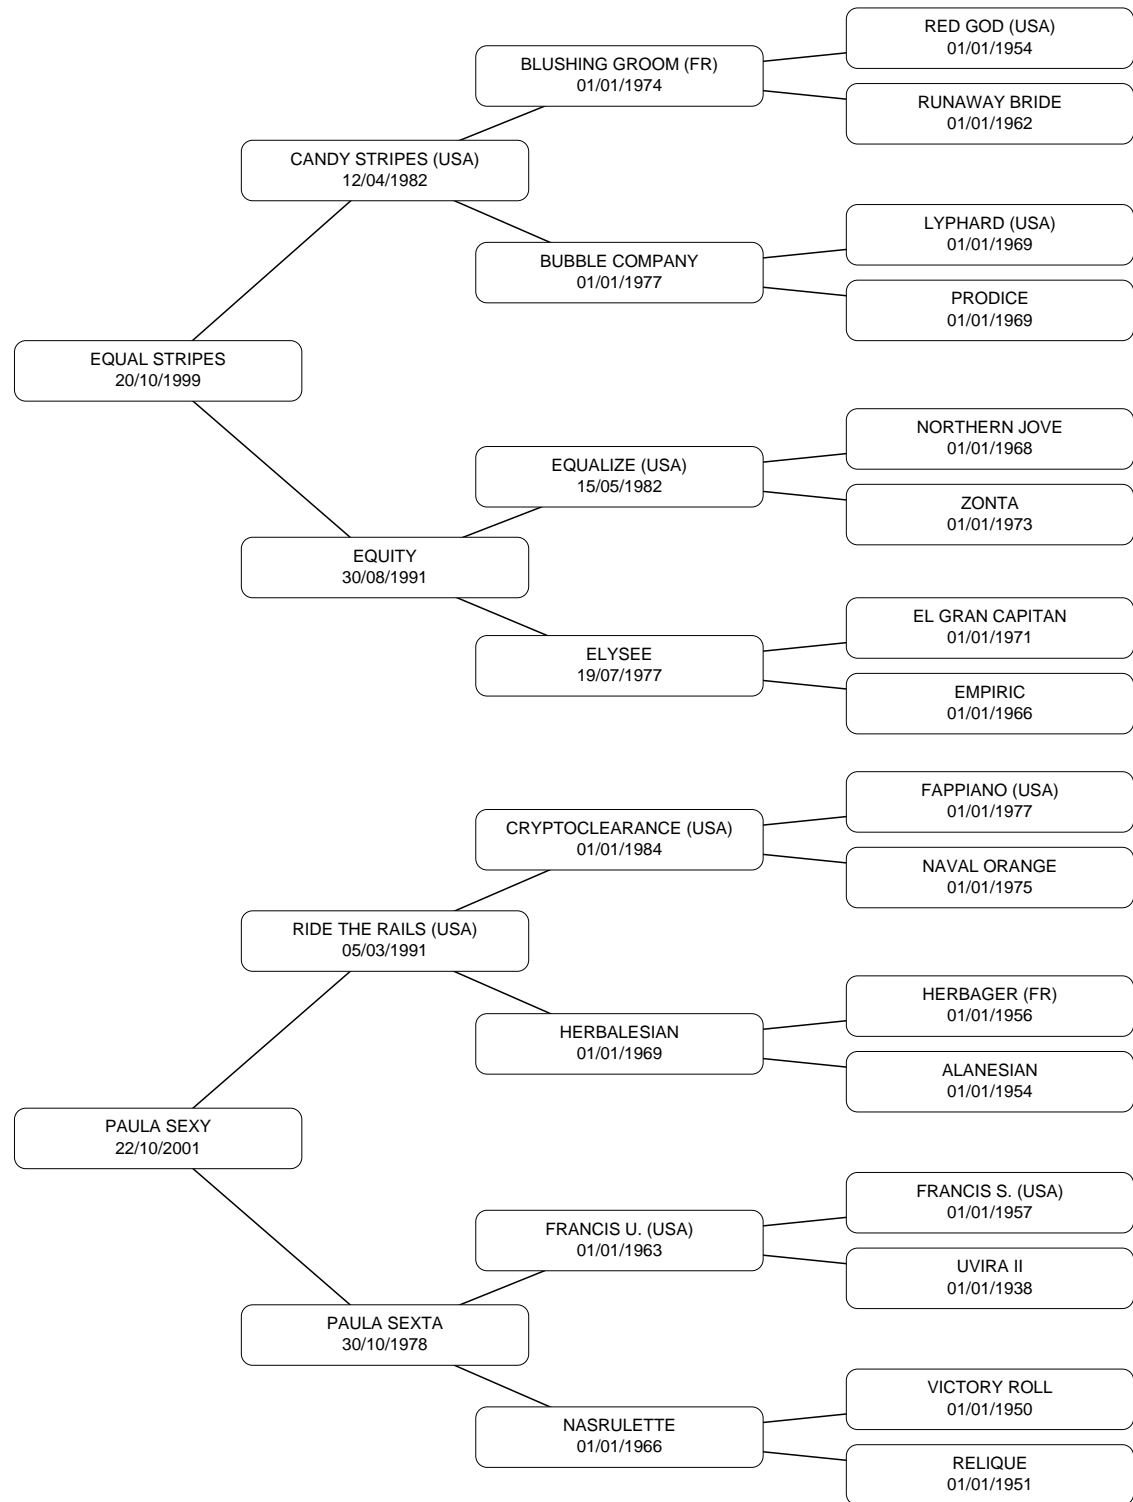 RED GOD (USA)
01/01/1954
BLUSHING GROOM (FR)
01/01/1974
RUNAWAY BRIDE
01/01/1962
CANDY STRIPES (USA)
12/04/1982
LYPHARD (USA)
01/01/1969
BUBBLE COMPANY
01/01/1977
PRODICE
01/01/1969
EQUAL STRIPES
20/10/1999
NORTHERN JOVE
01/01/1968
EQUALIZE (USA)
15/05/1982
ZONTA
01/01/1973
EQUITY
30/08/1991
EL GRAN CAPITAN
01/01/1971
ELYSEE
19/07/1977
EMPIRIC
01/01/1966
FAPPIANO (USA)
01/01/1977
CRYPTOCLEARANCE (USA)
01/01/1984
NAVAL ORANGE
01/01/1975
RIDE THE RAILS (USA)
05/03/1991
HERBAGER (FR)
01/01/1956
HERBALESIAN
01/01/1969
ALANESIAN
01/01/1954
PAULA SEXY
22/10/2001
FRANCIS S. (USA)
01/01/1957
FRANCIS U. (USA)
01/01/1963
UVIRA II
01/01/1938
PAULA SEXTA
30/10/1978
VICTORY ROLL
01/01/1950
NASRULETTE
01/01/1966
RELIQUE
01/01/1951